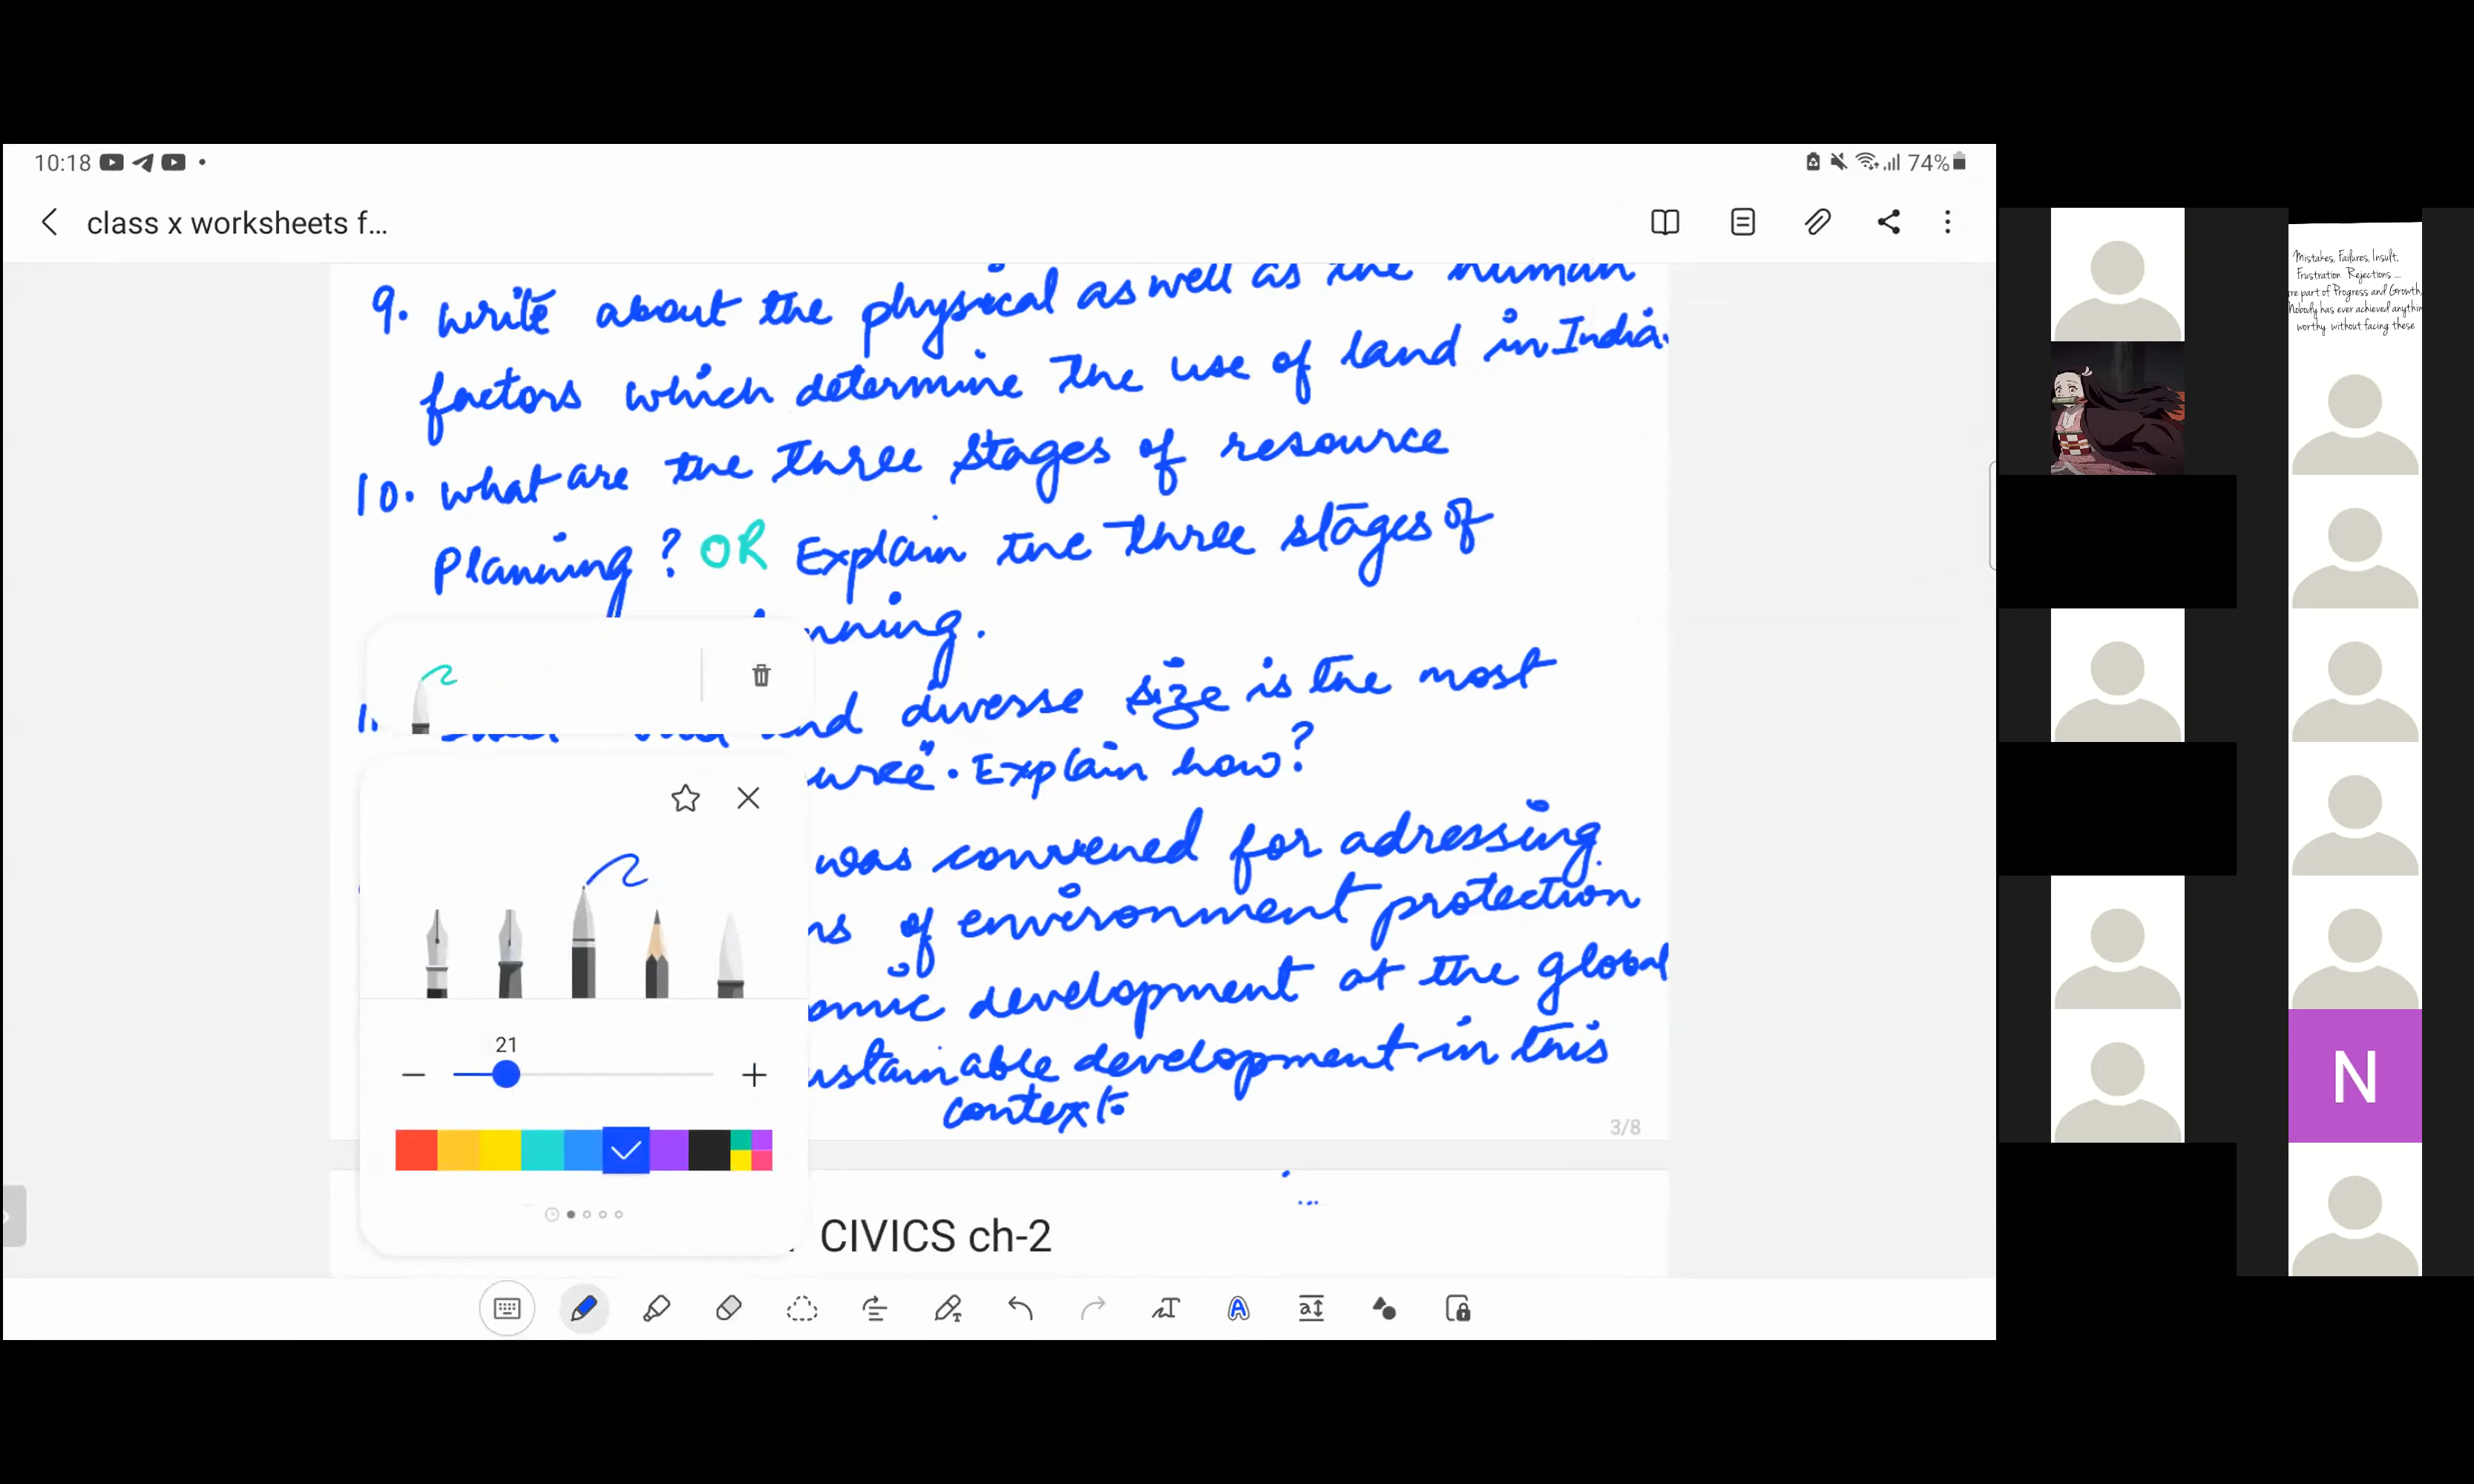 10:18
74%
class x worksheets f...
9. Write about the physical as well as the human
factors which determine the use of land in India.
10. what are the three stages of resource
Planning? OR Explain the three stages of
nning.
nd diverse size is the most
urce". Explain how?
was convened for adressing
ns of environment protection
omic development at the global
ustainable development in this
context.
3/8
21
CIVICS ch-2
Mistakes, Failures, Insult,
Frustration Rejections ...
re part of Progress and Growth,
Nobody has ever achieved anythin
worthy without facing these
N